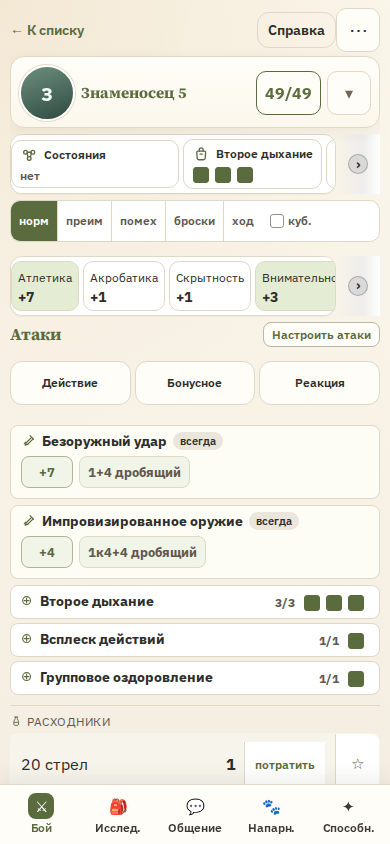 ← К списку
Справка
...
3
Знаменосец 5
49/49
Состояния
нет
Второе дыхание
норм
преим
помех
броски
ход
куб.
Атлетика
+7
Акробатика
+1
Скрытность
+1
Внимательно
+3
Атаки
Настроить атаки
Действие
Бонусное
Реакция
Безоружный удар всегда
+7
1+4 дробящий
Импровизированное оружие всегда
+4
1к4+4 дробящий
Второе дыхание
3/3
Всплеск действий
1/1
Групповое оздоровление
1/1
РАСХОДНИКИ
20 стрел
1
потратить
Бой
Исслед.
Общение
Напарн.
Способн.